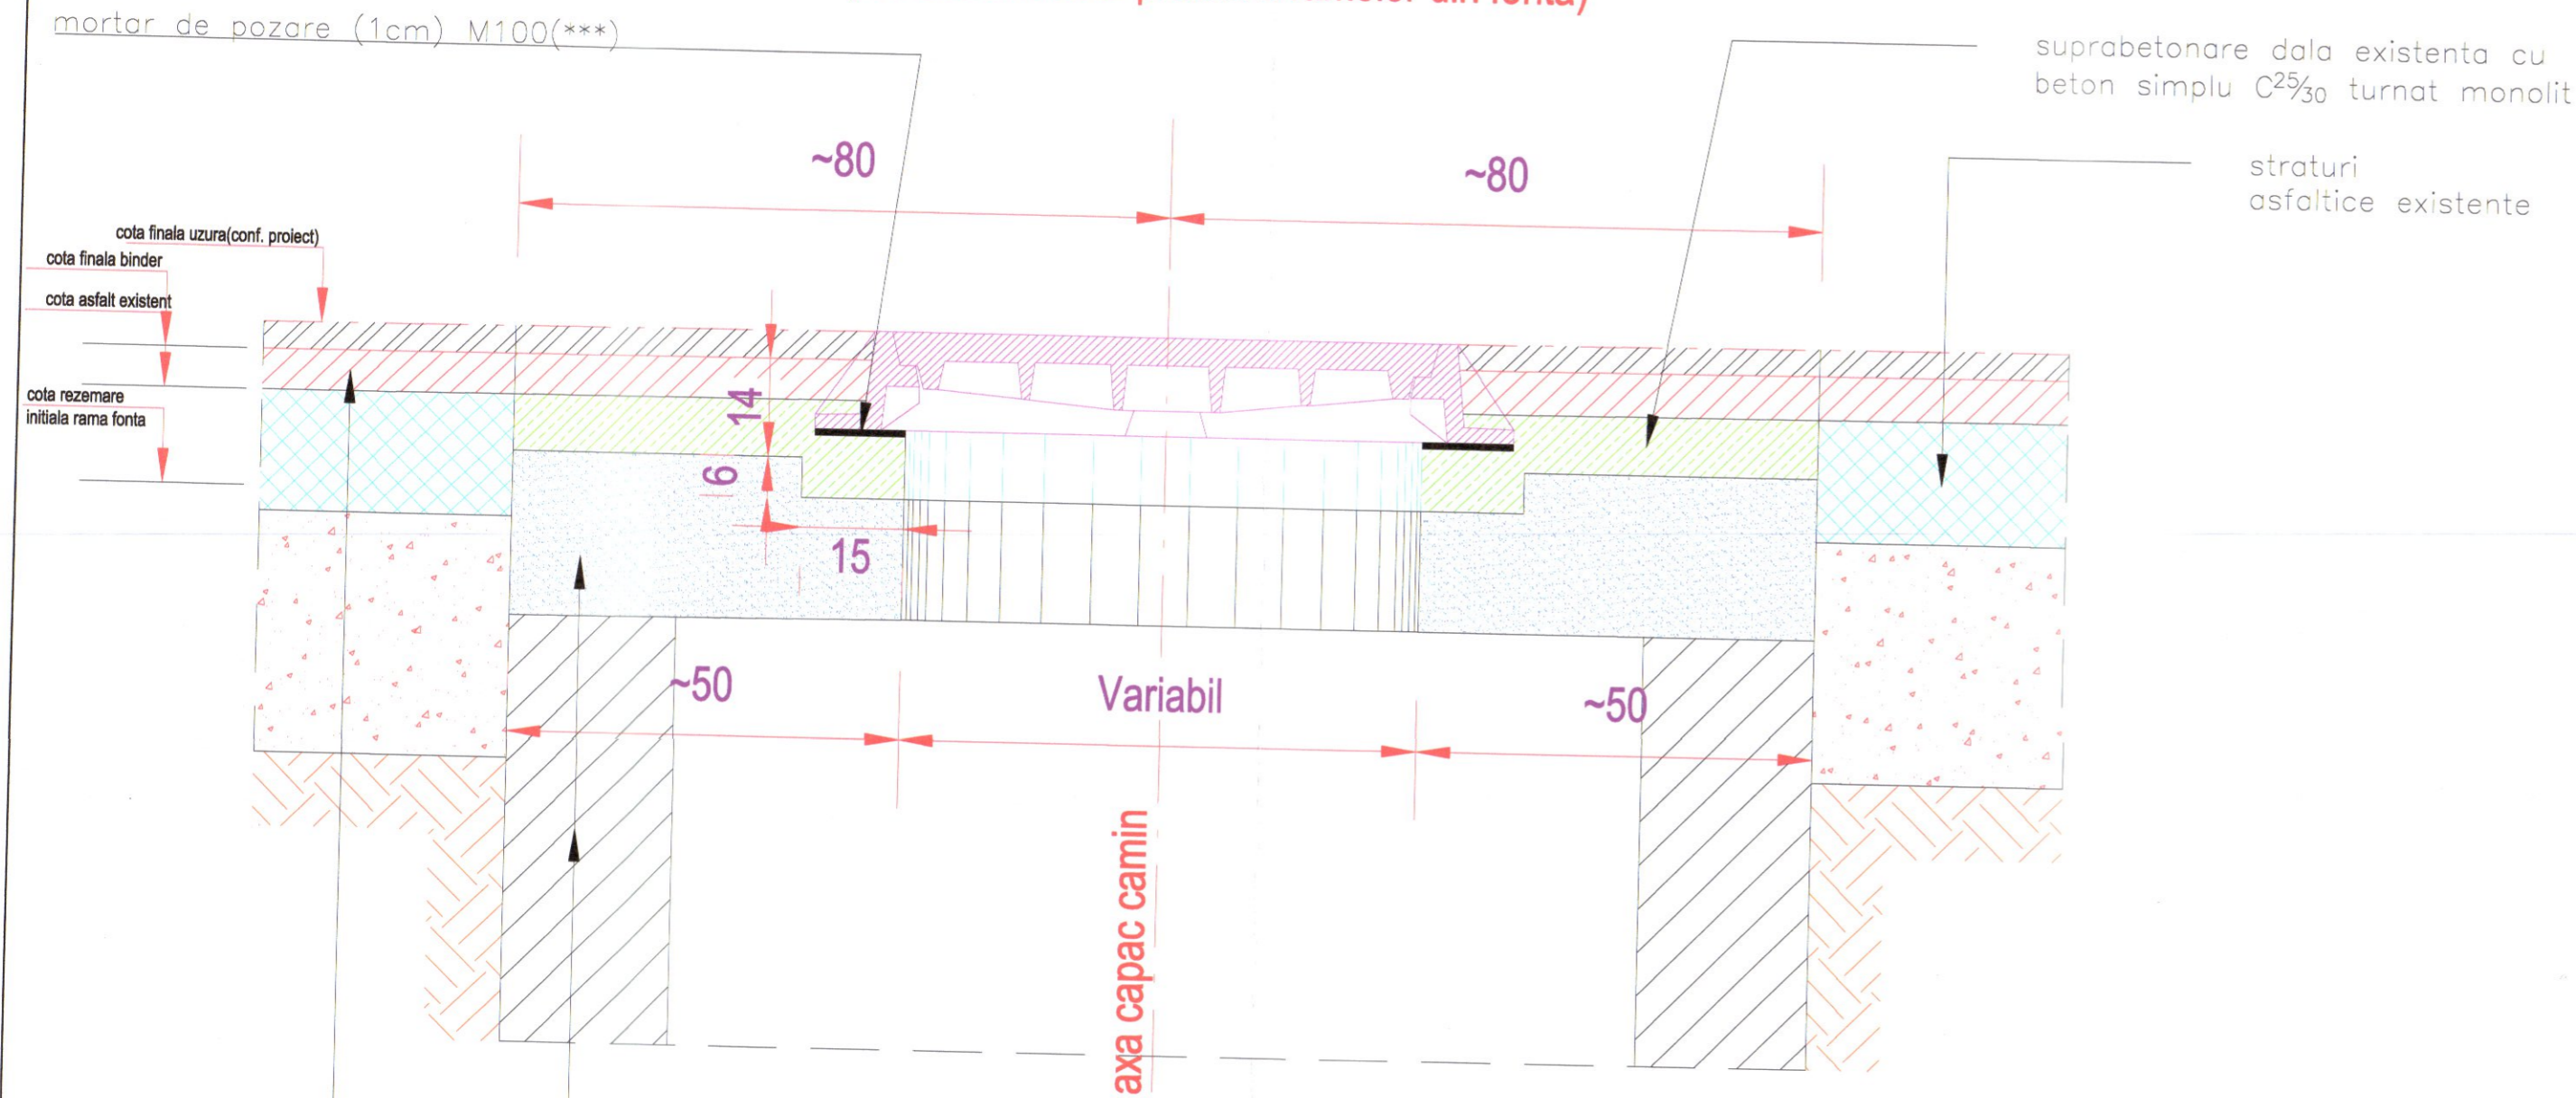 din fonta)
mortar de pozare (1cm) M100(***)
suprabetonare dala existenta cu
beton simplu C25/30 turnat monolit
straturi
asfaltice existente
~80
~80
cota finala uzura(conf. proiect)
cota finala binder
cota asfalt existent
cota rezemare
initiala rama fonta
14
6
15
~50
Variabil
~50
axa capac camin